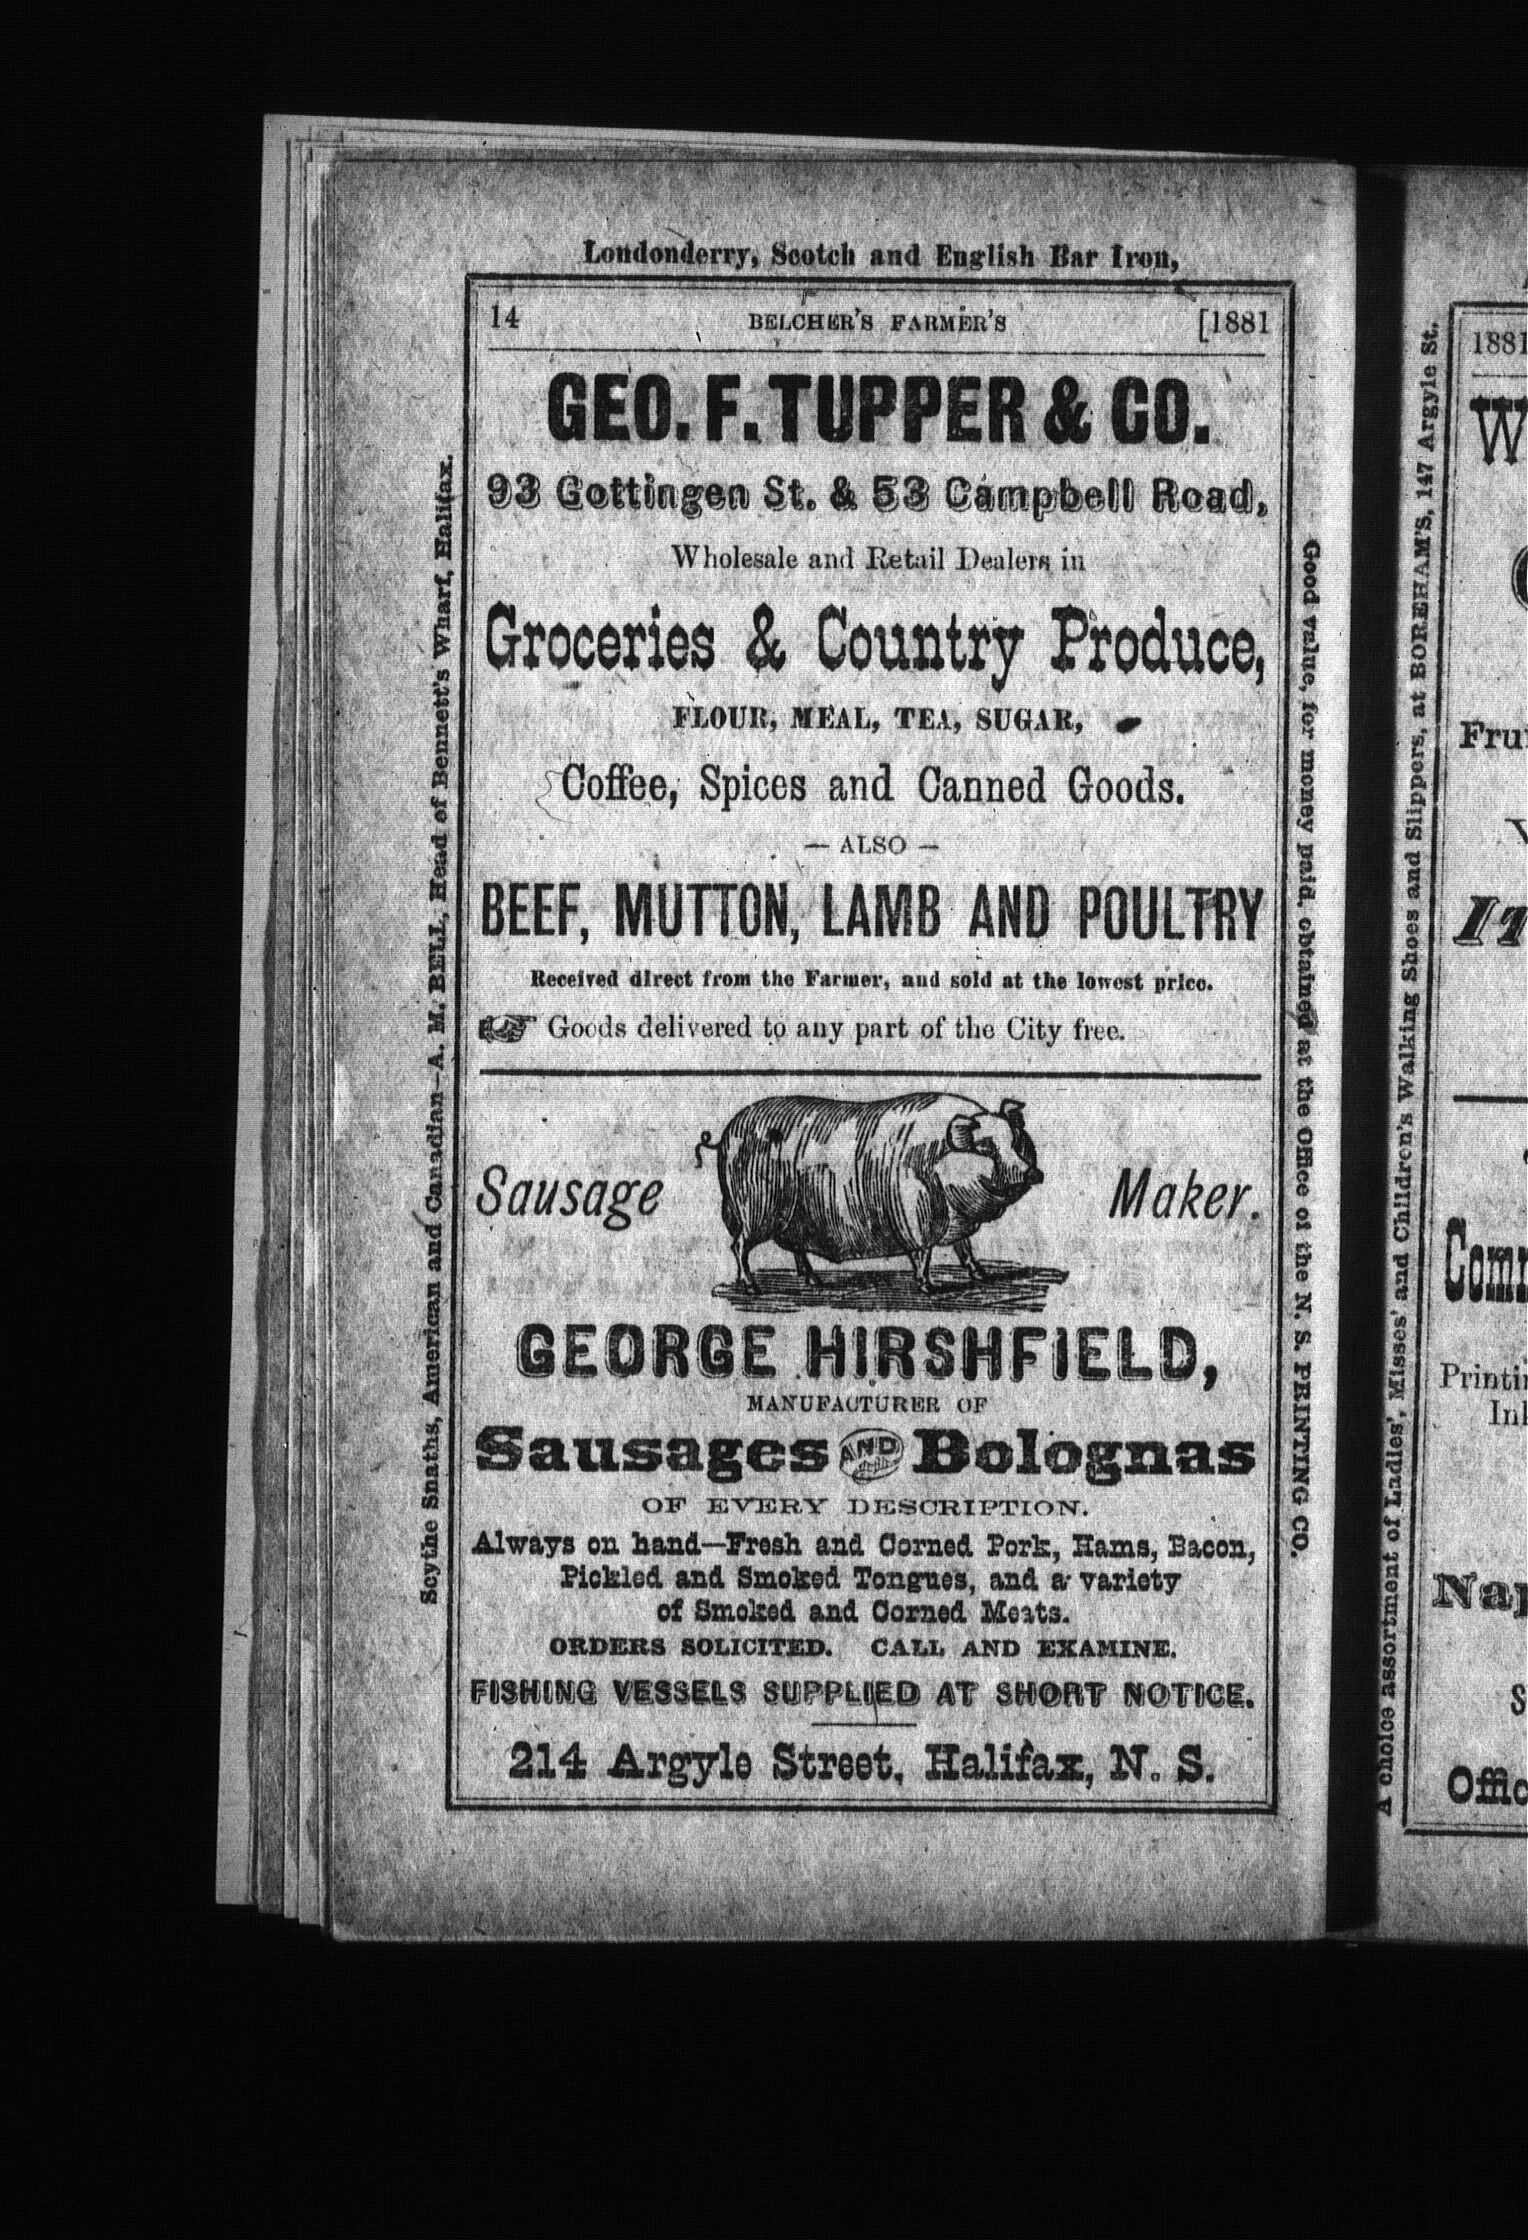 Londonderry, Scotch and English Bar Iron,
14 BELCHER'S FARMER'S [1881
GEO. F. TUPPER & CO.
93 Gottingen St. & 53 Campbell Road,
Wholesale and Retail Dealers in
Groceries & Country Produce,
FLOUR, MEAL, TEA, SUGAR,
Coffee, Spices and Canned Goods.
— ALSO —
BEEF, MUTTON, LAMB AND POULTRY
Received direct from the Farmer, and sold at the lowest price.
Goods delivered to any part of the City free.
Sausage Maker.
GEORGE HIRSHFIELD,
MANUFACTURER OF
Sausages AND Bolognas
OF EVERY DESCRIPTION.
Always on hand—Fresh and Corned Pork, Hams, Bacon,
Pickled and Smoked Tongues, and a variety
of Smoked and Corned Meats.
ORDERS SOLICITED. CALL AND EXAMINE.
FISHING VESSELS SUPPLIED AT SHORT NOTICE.
214 Argyle Street, Halifax, N. S.
Scythe Snaths, American and Canadian—A. M. BELL, Head of Bennett's Wharf, Halifax.
Good value, for money paid, obtained at the Office of the N. S. PRINTING CO.
A choice assortment of Ladies', Misses' and Children's Walking Shoes and Slippers, at BOREHAM'S, 147 Argyle St.
1881